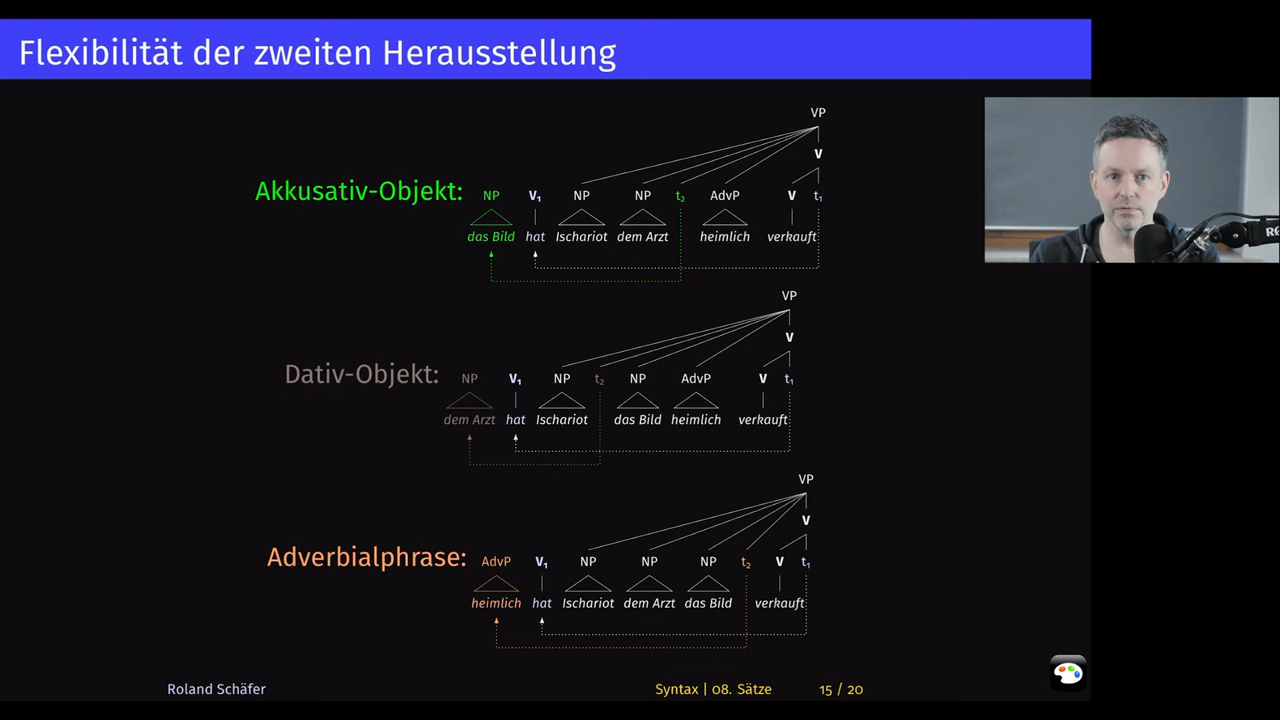 Flexibilität der zweiten Herausstellung
VP
V
Akkusativ-Objekt: NP V₁ NP NP t₂ AdvP V t₁
das Bild hat Ischariot dem Arzt heimlich verkauft
VP
V
Dativ-Objekt: NP V₁ NP t₂ NP AdvP V t₁
dem Arzt hat Ischariot das Bild heimlich verkauft
VP
V
Adverbialphrase: AdvP V₁ NP NP NP t₂ V t₁
heimlich hat Ischariot dem Arzt das Bild verkauft
Roland Schäfer Syntax | 08. Sätze 15 / 20